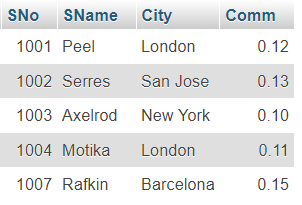 SNo SName City Comm
1001 Peel London 0.12
1002 Serres San Jose 0.13
1003 Axelrod New York 0.10
1004 Motika London 0.11
1007 Rafkin Barcelona 0.15